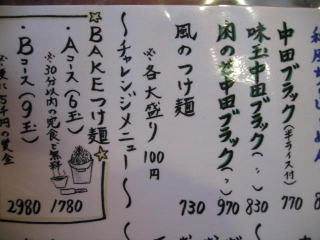 中田ブラック(半ライス付) 770
味玉中田ブラック(〃) 830
肉のせ中田ブラック(〃) 970
風のつけ麺 730
※各大盛り 100円
〜チャレンジメニュー〜
BAKEつけ麺
※Aコース(6玉) 1780
※30分以内の完食で無料
※Bコース(9玉) 2980